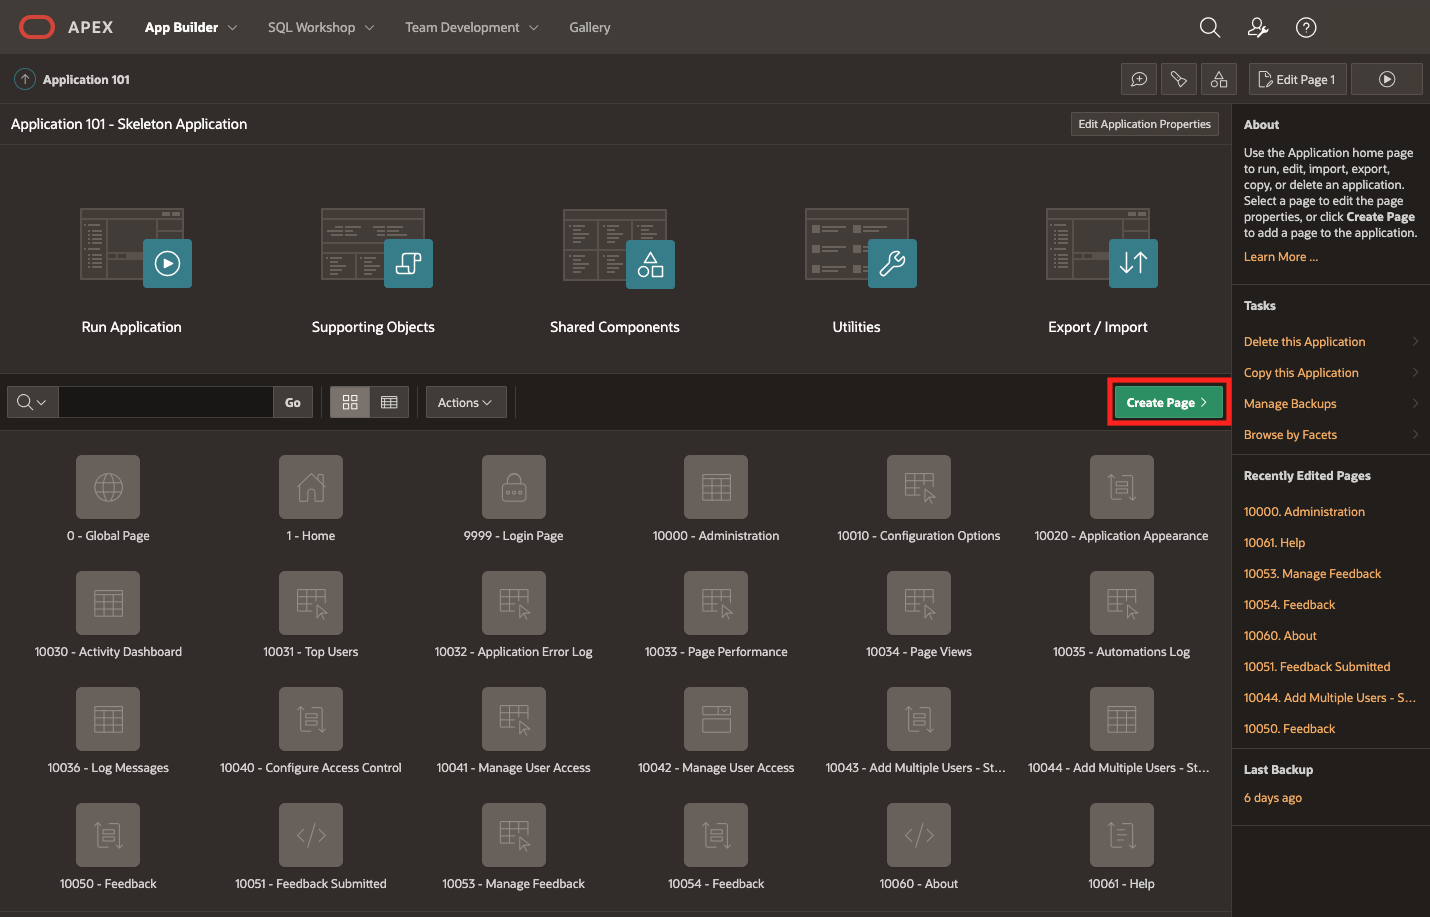 APEX App Builder SQL Workshop Team Development Gallery
Application 101
Edit Page 1
Application 101 - Skeleton Application
Edit Application Properties
Run Application
Supporting Objects
Shared Components
Utilities
Export / Import
Go
Actions
Create Page
0 - Global Page
1 - Home
9999 - Login Page
10000 - Administration
10010 - Configuration Options
10020 - Application Appearance
10030 - Activity Dashboard
10031 - Top Users
10032 - Application Error Log
10033 - Page Performance
10034 - Page Views
10035 - Automations Log
10036 - Log Messages
10040 - Configure Access Control
10041 - Manage User Access
10042 - Manage User Access
10043 - Add Multiple Users - St...
10044 - Add Multiple Users - St...
10050 - Feedback
10051 - Feedback Submitted
10053 - Manage Feedback
10054 - Feedback
10060 - About
10061 - Help
About
Use the Application home page
to run, edit, import, export,
copy, or delete an application.
Select a page to edit the page
properties, or click Create Page
to add a page to the application.
Learn More ...
Tasks
Delete this Application
Copy this Application
Manage Backups
Browse by Facets
Recently Edited Pages
10000. Administration
10061. Help
10053. Manage Feedback
10054. Feedback
10060. About
10051. Feedback Submitted
10044. Add Multiple Users - S...
10050. Feedback
Last Backup
6 days ago